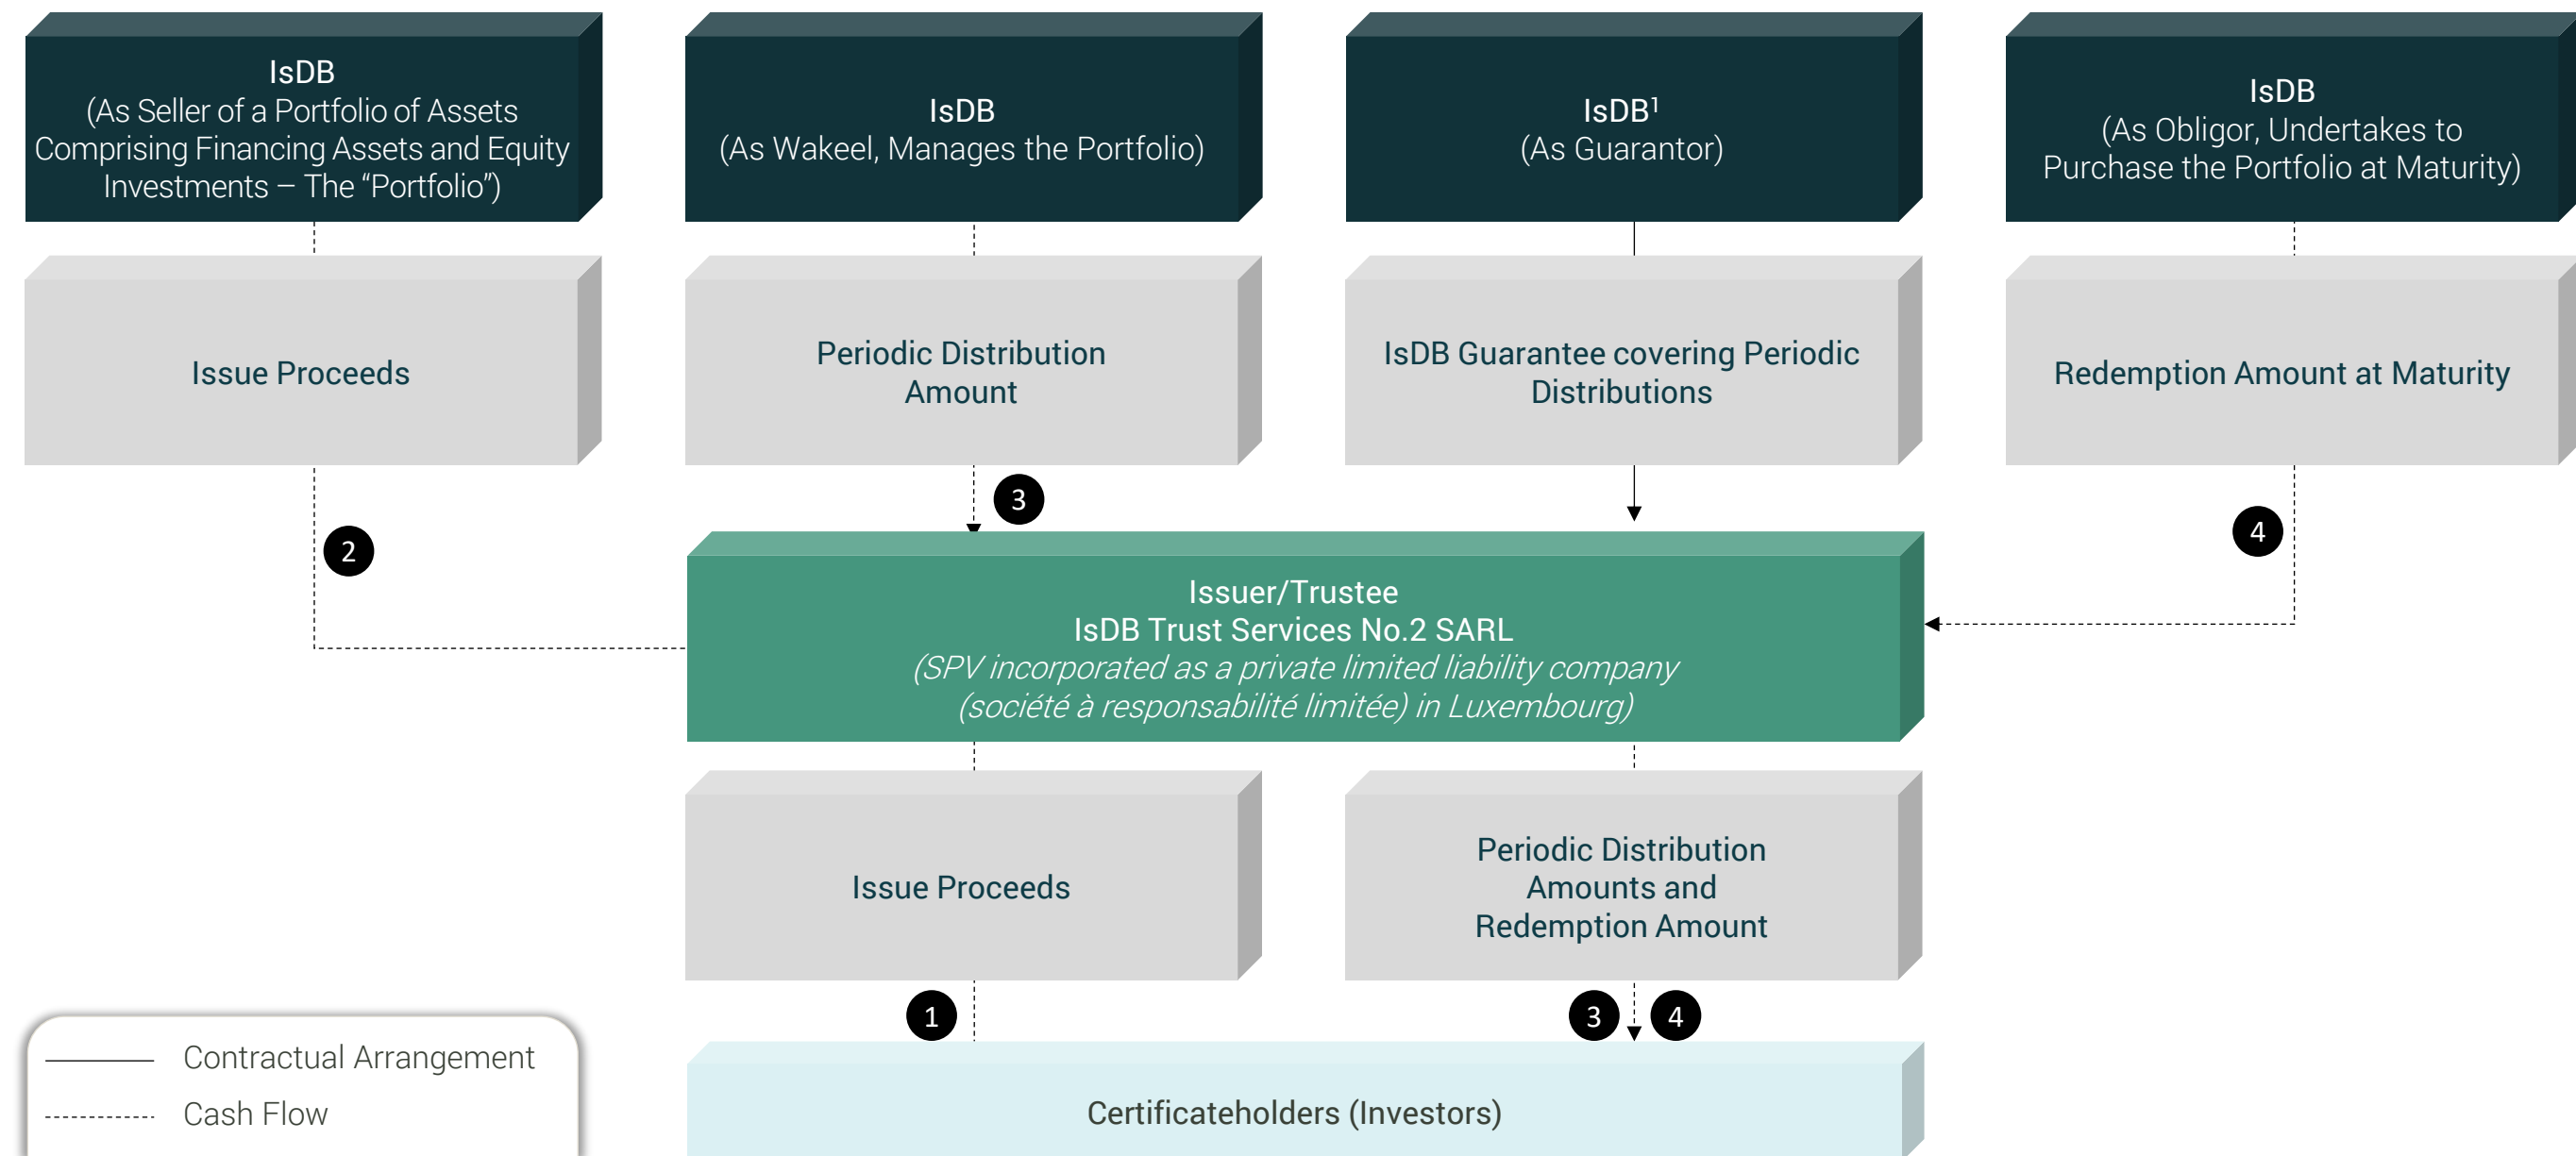 IsDB
(As Seller of a Portfolio of Assets
Comprising Financing Assets and Equity
Investments – The “Portfolio”)
IsDB
(As Wakeel, Manages the Portfolio)
IsDB¹
(As Guarantor)
IsDB
(As Obligor, Undertakes to
Purchase the Portfolio at Maturity)
Issue Proceeds
Periodic Distribution
Amount
IsDB Guarantee covering Periodic
Distributions
Redemption Amount at Maturity
2
3
4
Issuer/Trustee
IsDB Trust Services No.2 SARL
(SPV incorporated as a private limited liability company
(société à responsabilité limitée) in Luxembourg)
Issue Proceeds
Periodic Distribution
Amounts and
Redemption Amount
1
3
4
Contractual Arrangement
Cash Flow
Certificateholders (Investors)